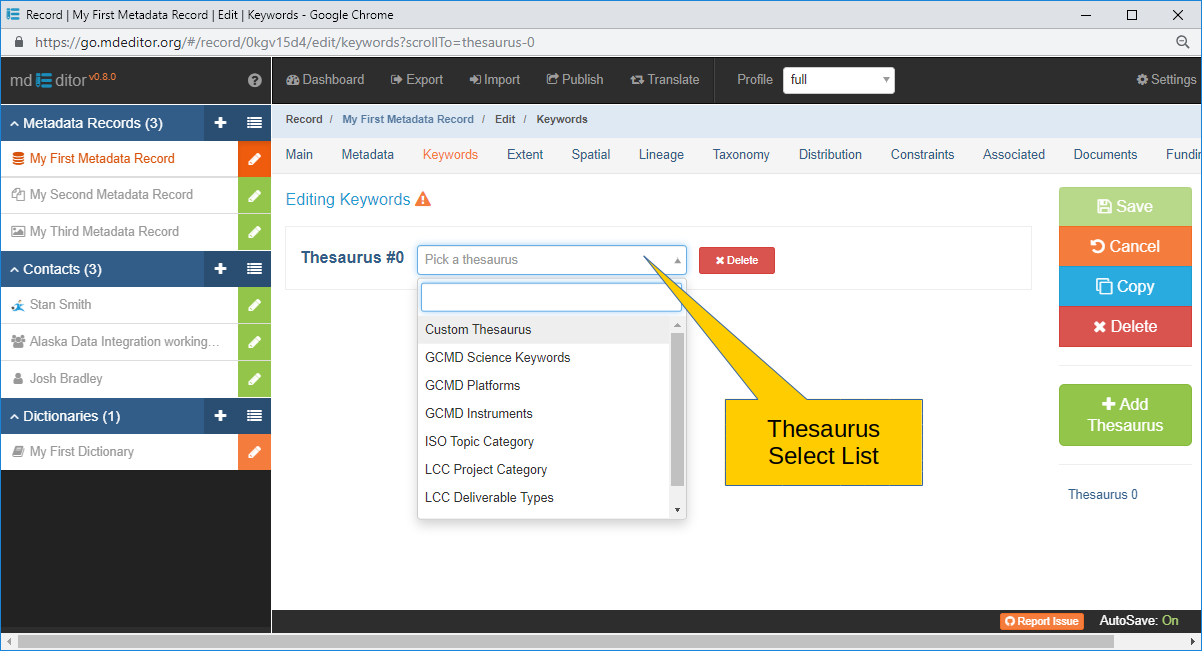 Record | My First Metadata Record | Edit | Keywords - Google Chrome
https://go.mdeditor.org/#/record/0kgv15d4/edit/keywords?scrollTo=thesaurus-0
md ditor v0.8.0
Dashboard Export Import Publish Translate Profile full Settings
Metadata Records (3)
My First Metadata Record
My Second Metadata Record
My Third Metadata Record
Contacts (3)
Stan Smith
Alaska Data Integration working...
Josh Bradley
Dictionaries (1)
My First Dictionary
Record / My First Metadata Record / Edit / Keywords
Main Metadata Keywords Extent Spatial Lineage Taxonomy Distribution Constraints Associated Documents Fundin
Editing Keywords
Thesaurus #0 Pick a thesaurus Delete
Custom Thesaurus
GCMD Science Keywords
GCMD Platforms
GCMD Instruments
ISO Topic Category
LCC Project Category
LCC Deliverable Types
Thesaurus
Select List
Save
Cancel
Copy
Delete
Add
Thesaurus
Thesaurus 0
Report Issue AutoSave: On